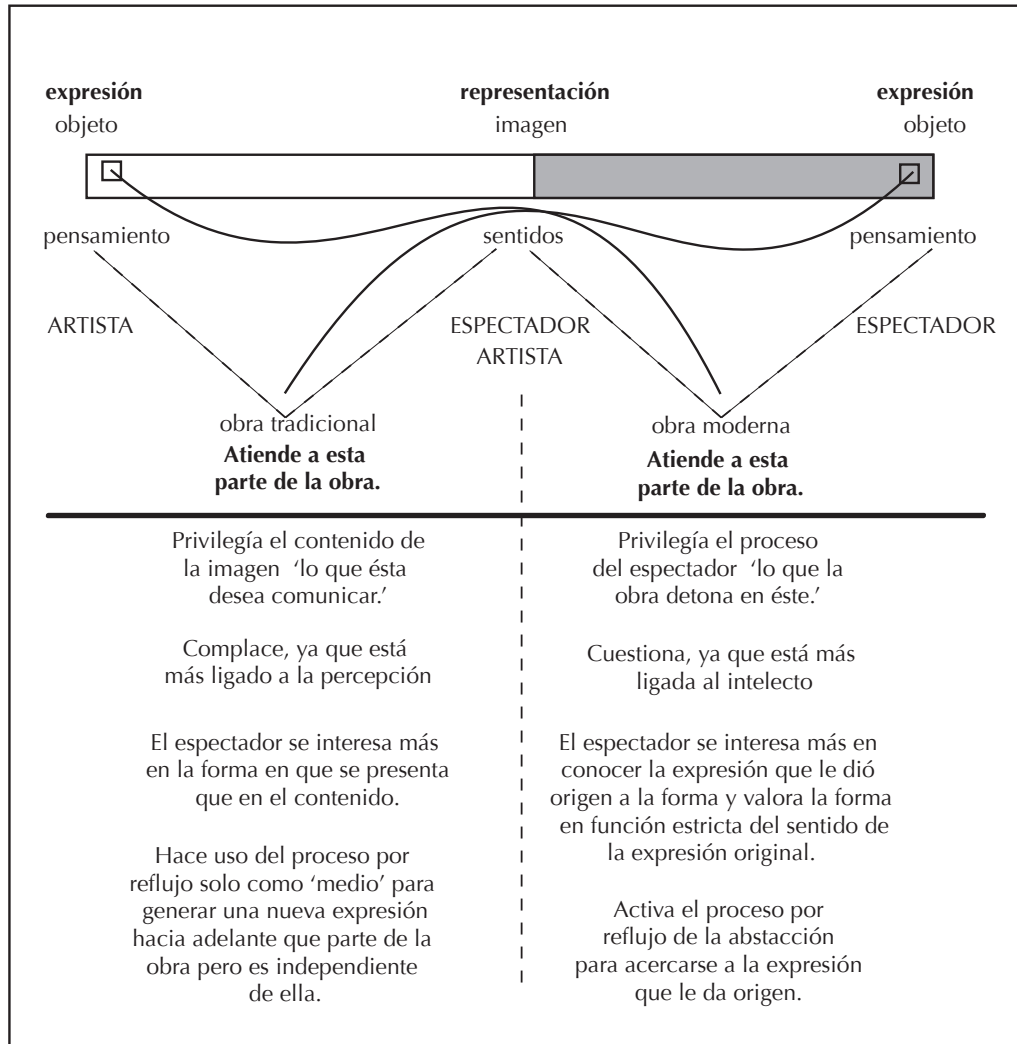 expresión
representación
expresión
objeto
imagen
objeto
pensamiento
sentidos
pensamiento
ARTISTA
ESPECTADOR
ARTISTA
ESPECTADOR
obra tradicional
Atiende a esta
parte de la obra.
obra moderna
Atiende a esta
parte de la obra.
Privilegía el contenido de
la imagen ‘lo que ésta
desea comunicar.’
Complace, ya que está
más ligado a la percepción
El espectador se interesa más
en la forma en que se presenta
que en el contenido.
Hace uso del proceso por
reflujo solo como ‘medio’ para
generar una nueva expresión
hacia adelante que parte de la
obra pero es independiente
de ella.
Privilegía el proceso
del espectador ‘lo que la
obra detona en éste.’
Cuestiona, ya que está más
ligada al intelecto
El espectador se interesa más en
conocer la expresión que le dió
origen a la forma y valora la forma
en función estricta del sentido de
la expresión original.
Activa el proceso por
reflujo de la abstacción
para acercarse a la expresión
que le da origen.